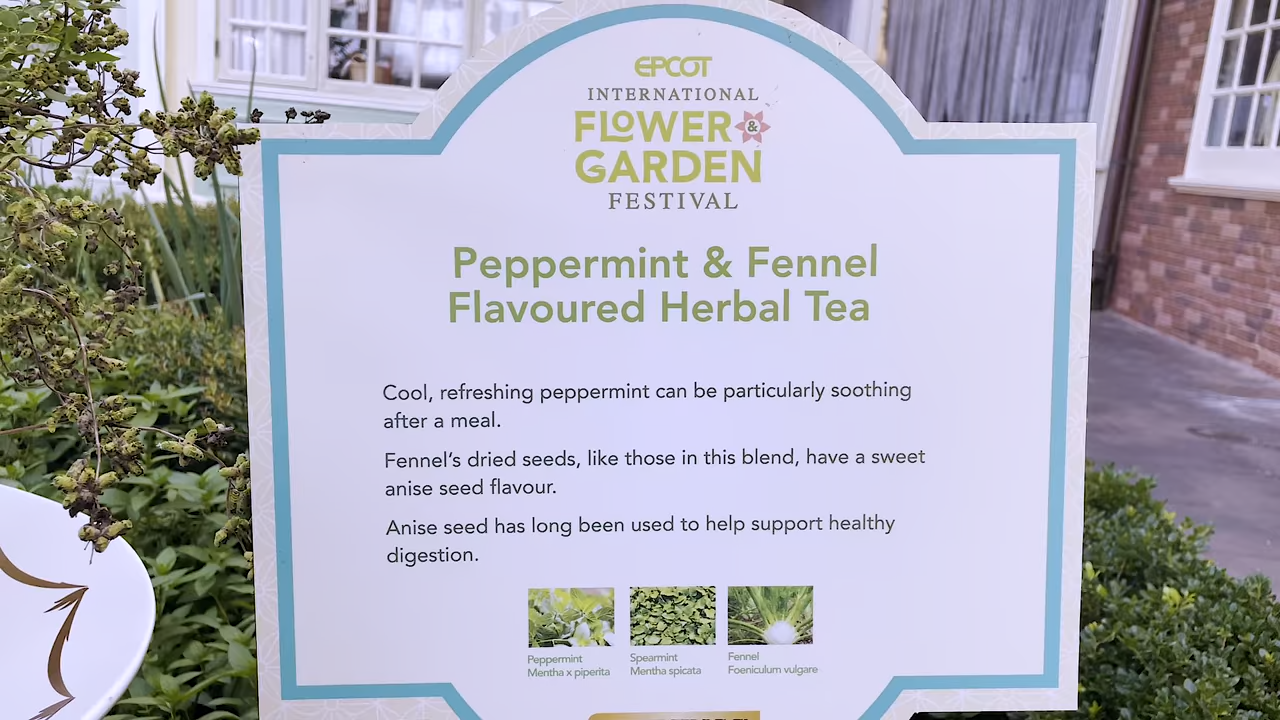 EPCOT
INTERNATIONAL
FLOWER &
GARDEN
FESTIVAL
Peppermint & Fennel
Flavoured Herbal Tea
Cool, refreshing peppermint can be particularly soothing
after a meal.
Fennel's dried seeds, like those in this blend, have a sweet
anise seed flavour.
Anise seed has long been used to help support healthy
digestion.
Peppermint
Mentha x piperita
Spearmint
Mentha spicata
Fennel
Foeniculum vulgare